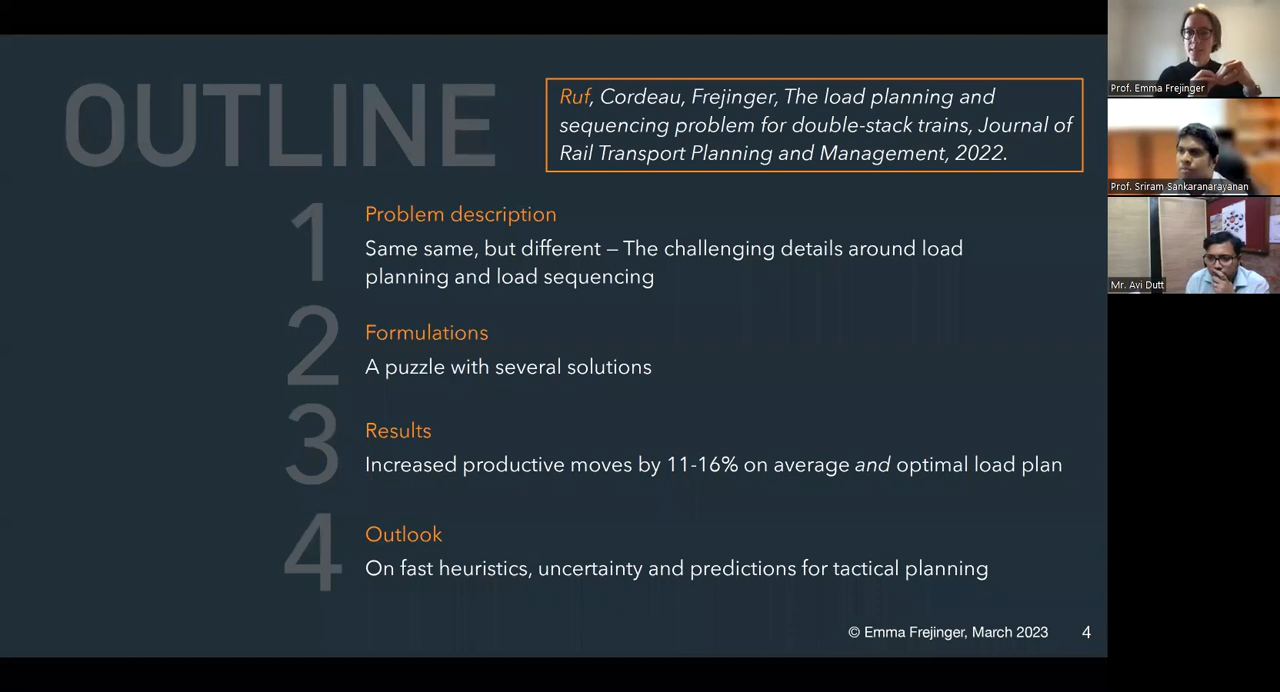 OUTLINE
Ruf, Cordeau, Frejinger, The load planning and
sequencing problem for double-stack trains, Journal of
Rail Transport Planning and Management, 2022.
1
Problem description
Same same, but different – The challenging details around load
planning and load sequencing
2
Formulations
A puzzle with several solutions
3
Results
Increased productive moves by 11-16% on average and optimal load plan
4
Outlook
On fast heuristics, uncertainty and predictions for tactical planning
© Emma Frejinger, March 2023
4
Prof. Emma Frejinger
Prof. Sriram Sankaranarayanan
Mr. Avi Dutt